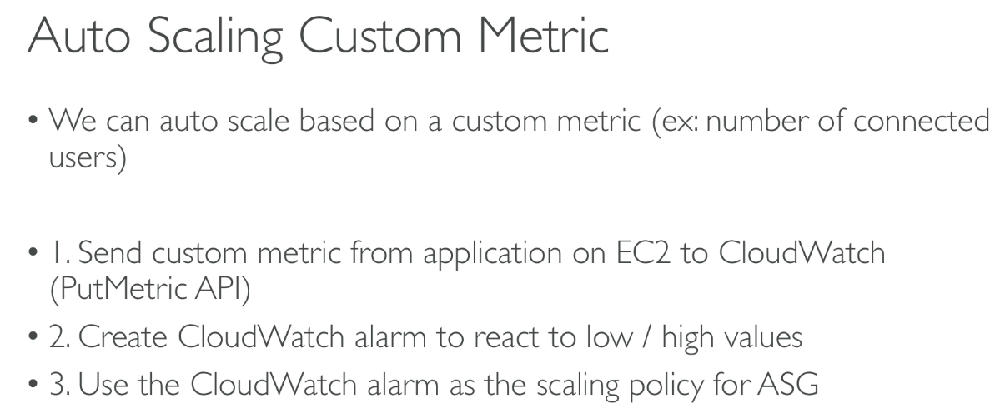 Auto Scaling Custom Metric
• We can auto scale based on a custom metric (ex: number of connected
users)
• 1. Send custom metric from application on EC2 to CloudWatch
(PutMetric API)
• 2. Create CloudWatch alarm to react to low / high values
• 3. Use the CloudWatch alarm as the scaling policy for ASG